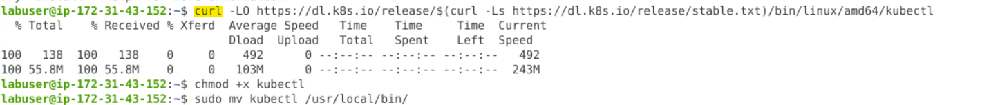 labuser@ip-172-31-43-152:~$ curl -LO https://dl.k8s.io/release/$(curl -Ls https://dl.k8s.io/release/stable.txt)/bin/linux/amd64/kubectl
  % Total    % Received % Xferd  Average Speed   Time    Time     Time  Current
                                 Dload  Upload   Total   Spent    Left  Speed
100   138  100   138    0     0    492      0 --:--:-- --:--:-- --:--:--   492
100 55.8M  100 55.8M    0     0   103M      0 --:--:-- --:--:-- --:--:--  243M
labuser@ip-172-31-43-152:~$ chmod +x kubectl
labuser@ip-172-31-43-152:~$ sudo mv kubectl /usr/local/bin/